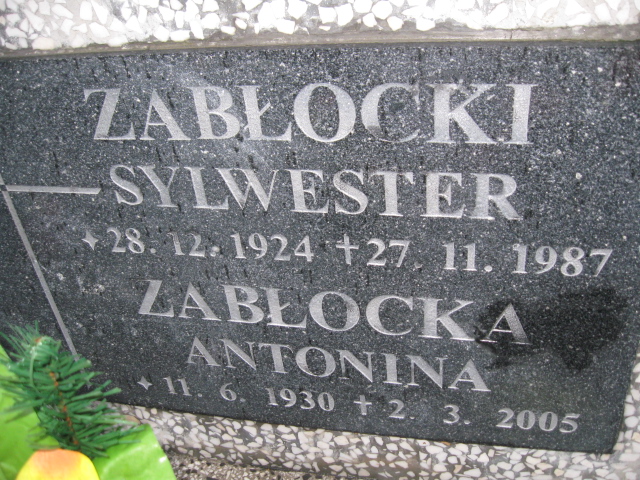 ZABŁOCKI
SYLWESTER
28. 12. 1924 † 27. 11. 1987
ZABŁOCKA
ANTONINA
11. 6. 1930 † 2. 3. 2005